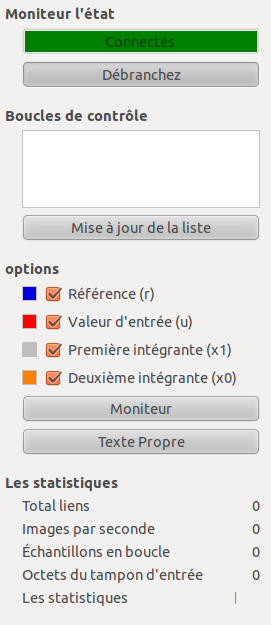 Moniteur l'état
Connectés
Débranchez
Boucles de contrôle
Mise à jour de la liste
options
Référence (r)
Valeur d'entrée (u)
Première intégrante (x1)
Deuxième intégrante (x0)
Moniteur
Texte Propre
Les statistiques
Total liens 0
Images par seconde 0
Échantillons en boucle 0
Octets du tampon d'entrée 0
Les statistiques |